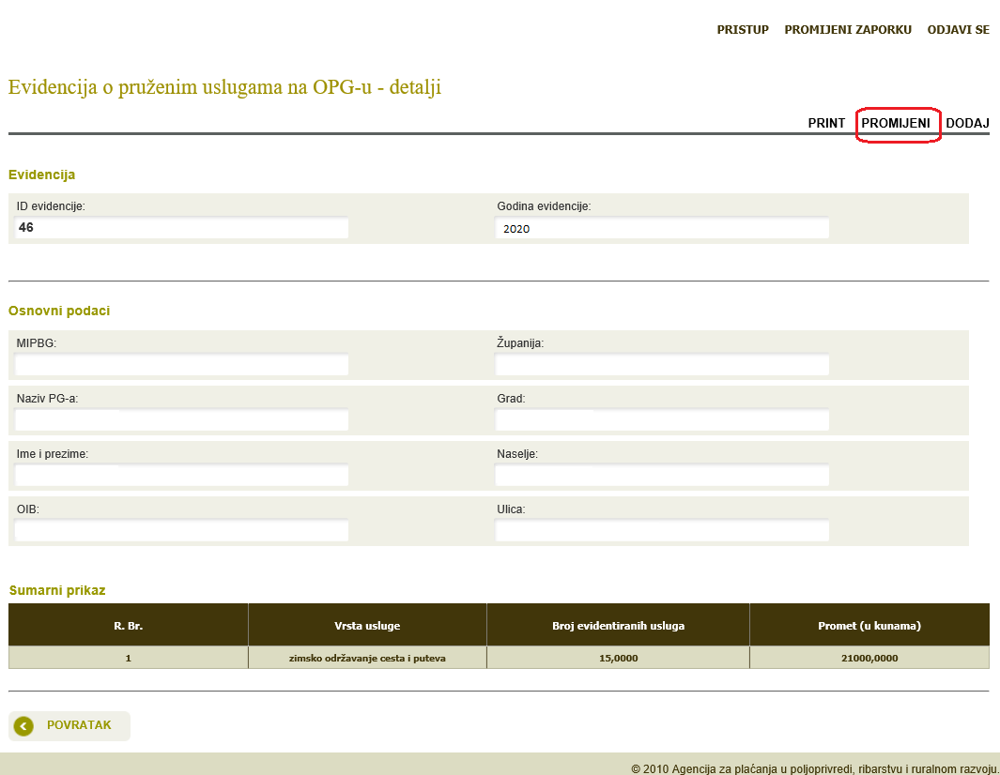 PRISTUP PROMIJENI ZAPORKU ODJAVI SE
Evidencija o pruženim uslugama na OPG-u - detalji
PRINT PROMIJENI DODAJ
Evidencija
ID evidencije: Godina evidencije:
46 2020
Osnovni podaci
MIPBG: Županija:
Naziv PG-a: Grad:
Ime i prezime: Naselje:
OIB: Ulica:
Sumarni prikaz
R. Br. Vrsta usluge Broj evidentiranih usluga Promet (u kunama)
1 zimsko održavanje cesta i puteva 15,0000 21000,0000
POVRATAK
© 2010 Agencija za plaćanja u poljoprivredi, ribarstvu i ruralnom razvoju.